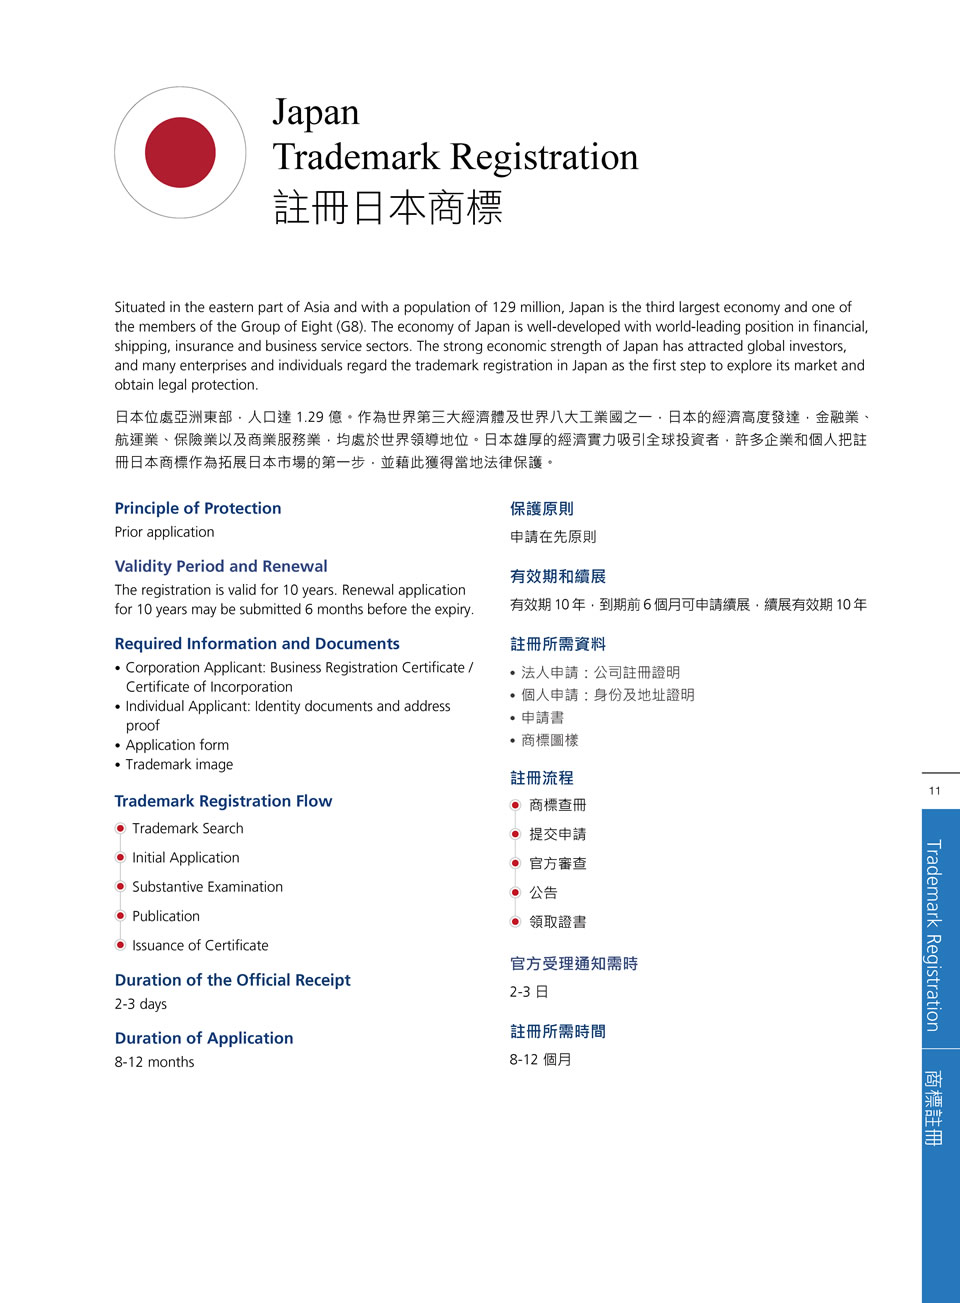 Japan
Trademark Registration
註冊日本商標
Situated in the eastern part of Asia and with a population of 129 million, Japan is the third largest economy and one of
the members of the Group of Eight (G8). The economy of Japan is well-developed with world-leading position in financial,
shipping, insurance and business service sectors. The strong economic strength of Japan has attracted global investors,
and many enterprises and individuals regard the trademark registration in Japan as the first step to explore its market and
obtain legal protection.
日本位處亞洲東部，人口達 1.29 億。作為世界第三大經濟體及世界八大工業國之一，日本的經濟高度發達，金融業、
航運業、保險業以及商業服務業，均處於世界領導地位。日本雄厚的經濟實力吸引全球投資者，許多企業和個人把註
冊日本商標作為拓展日本市場的第一步，並藉此獲得當地法律保護。
Principle of Protection
Prior application
Validity Period and Renewal
The registration is valid for 10 years. Renewal application
for 10 years may be submitted 6 months before the expiry.
Required Information and Documents
• Corporation Applicant: Business Registration Certificate /
Certificate of Incorporation
• Individual Applicant: Identity documents and address
proof
• Application form
• Trademark image
Trademark Registration Flow
Trademark Search
Initial Application
Substantive Examination
Publication
Issuance of Certificate
Duration of the Official Receipt
2-3 days
Duration of Application
8-12 months
保護原則
申請在先原則
有效期和續展
有效期 10 年，到期前 6 個月可申請續展，續展有效期 10 年
註冊所需資料
• 法人申請：公司註冊證明
• 個人申請：身份及地址證明
• 申請書
• 商標圖樣
註冊流程
商標查冊
提交申請
官方審查
公告
領取證書
官方受理通知需時
2-3 日
註冊所需時間
8-12 個月
11
Trademark Registration
商標註冊